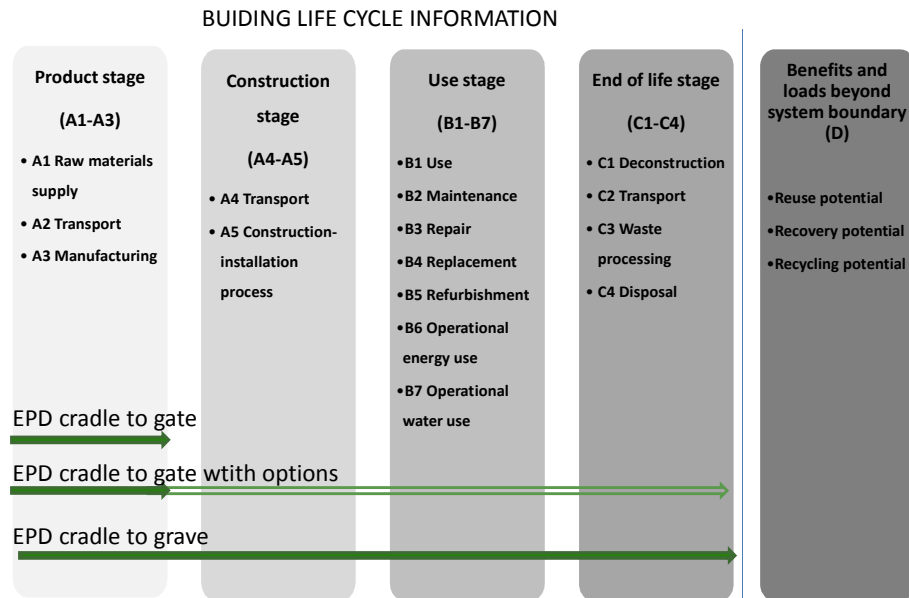 BUIDING LIFE CYCLE INFORMATION
Product stage
(A1-A3)
• A1 Raw materials
supply
• A2 Transport
• A3 Manufacturing
Construction
stage
(A4-A5)
• A4 Transport
• A5 Construction-
installation
process
Use stage
(B1-B7)
•B1 Use
•B2 Maintenance
•B3 Repair
•B4 Replacement
•B5 Refurbishment
•B6 Operational
energy use
•B7 Operational
water use
End of life stage
(C1-C4)
• C1 Deconstruction
• C2 Transport
• C3 Waste
processing
• C4 Disposal
Benefits and
loads beyond
system boundary
(D)
•Reuse potential
•Recovery potential
•Recycling potential
EPD cradle to gate
EPD cradle to gate wtith options
EPD cradle to grave